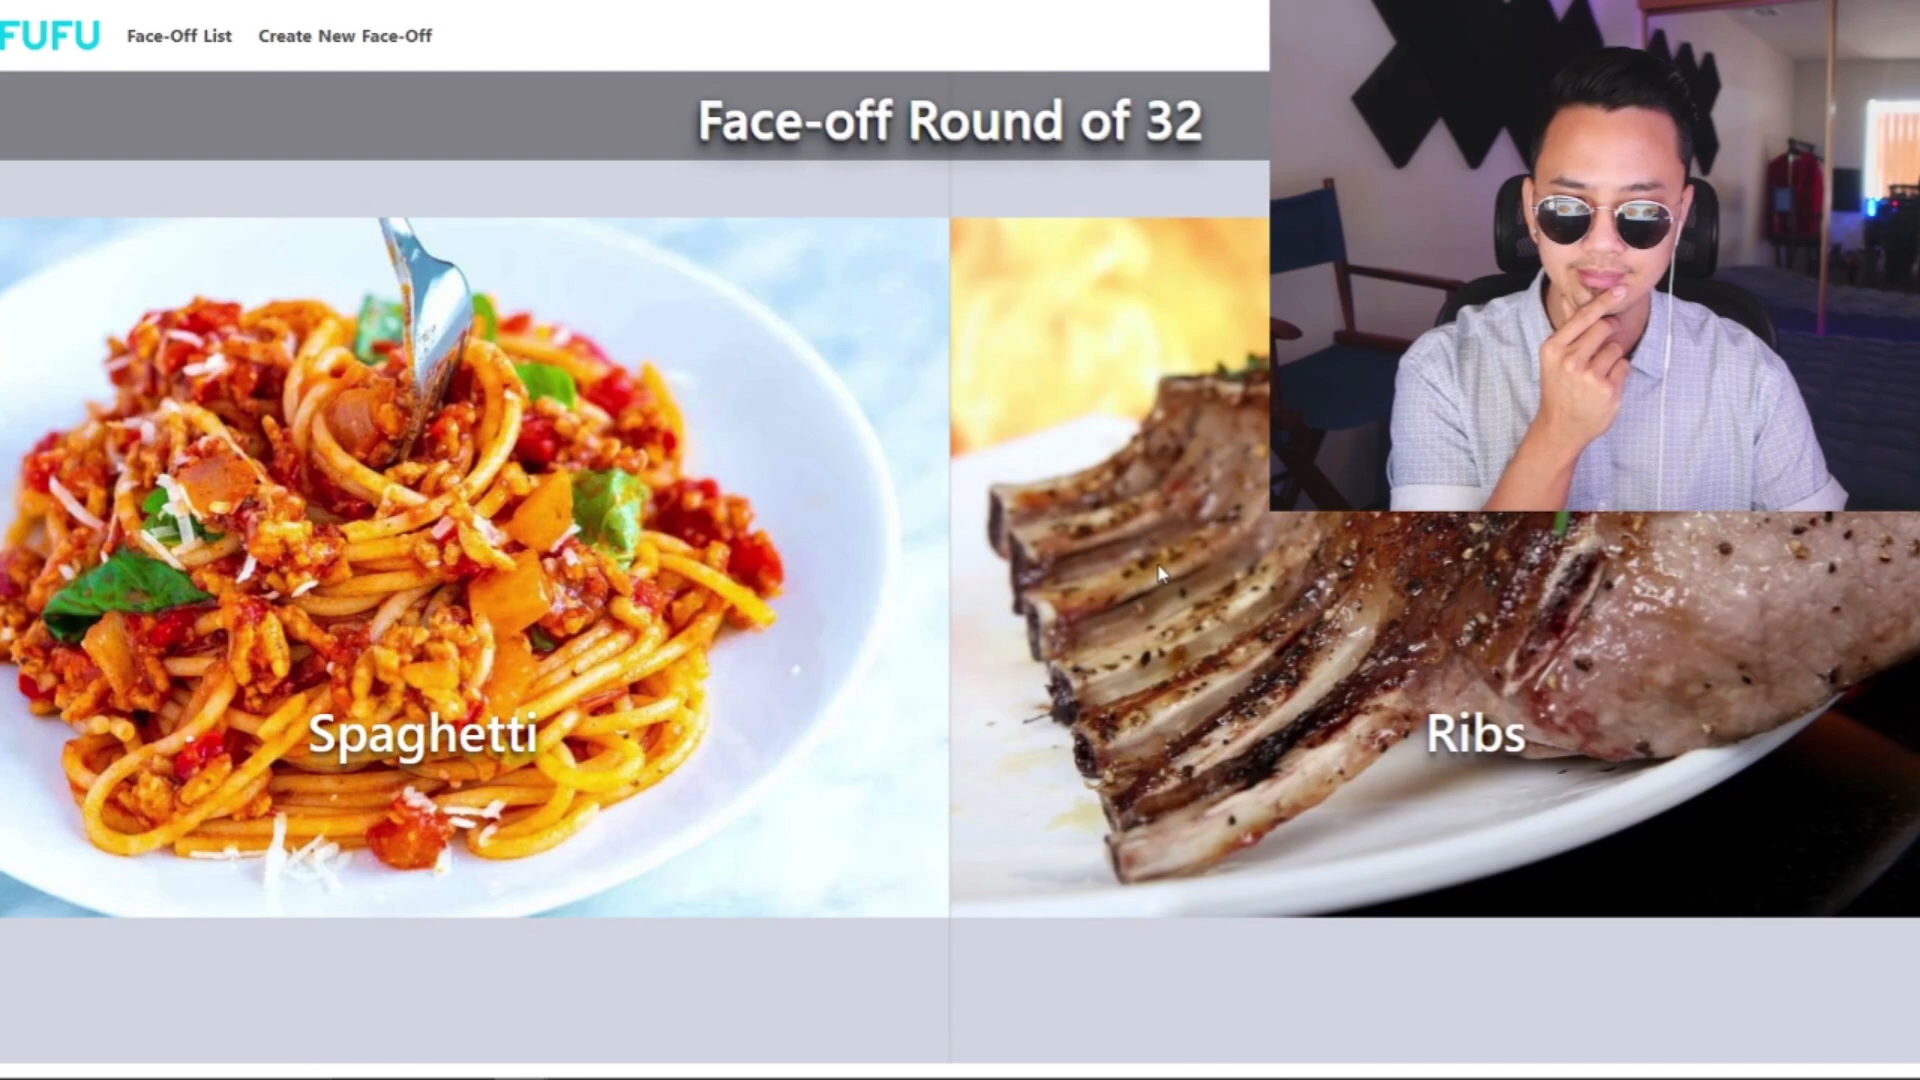 FUFU Face-Off List Create New Face-Off
Face-off Round of 32
Spaghetti
Ribs